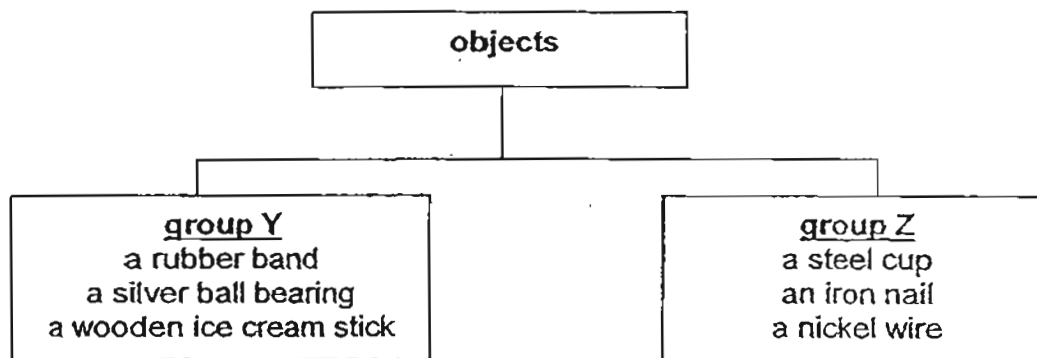 objects
group Y
a rubber band
a silver ball bearing
a wooden ice cream stick
group Z
a steel cup
an iron nail
a nickel wire